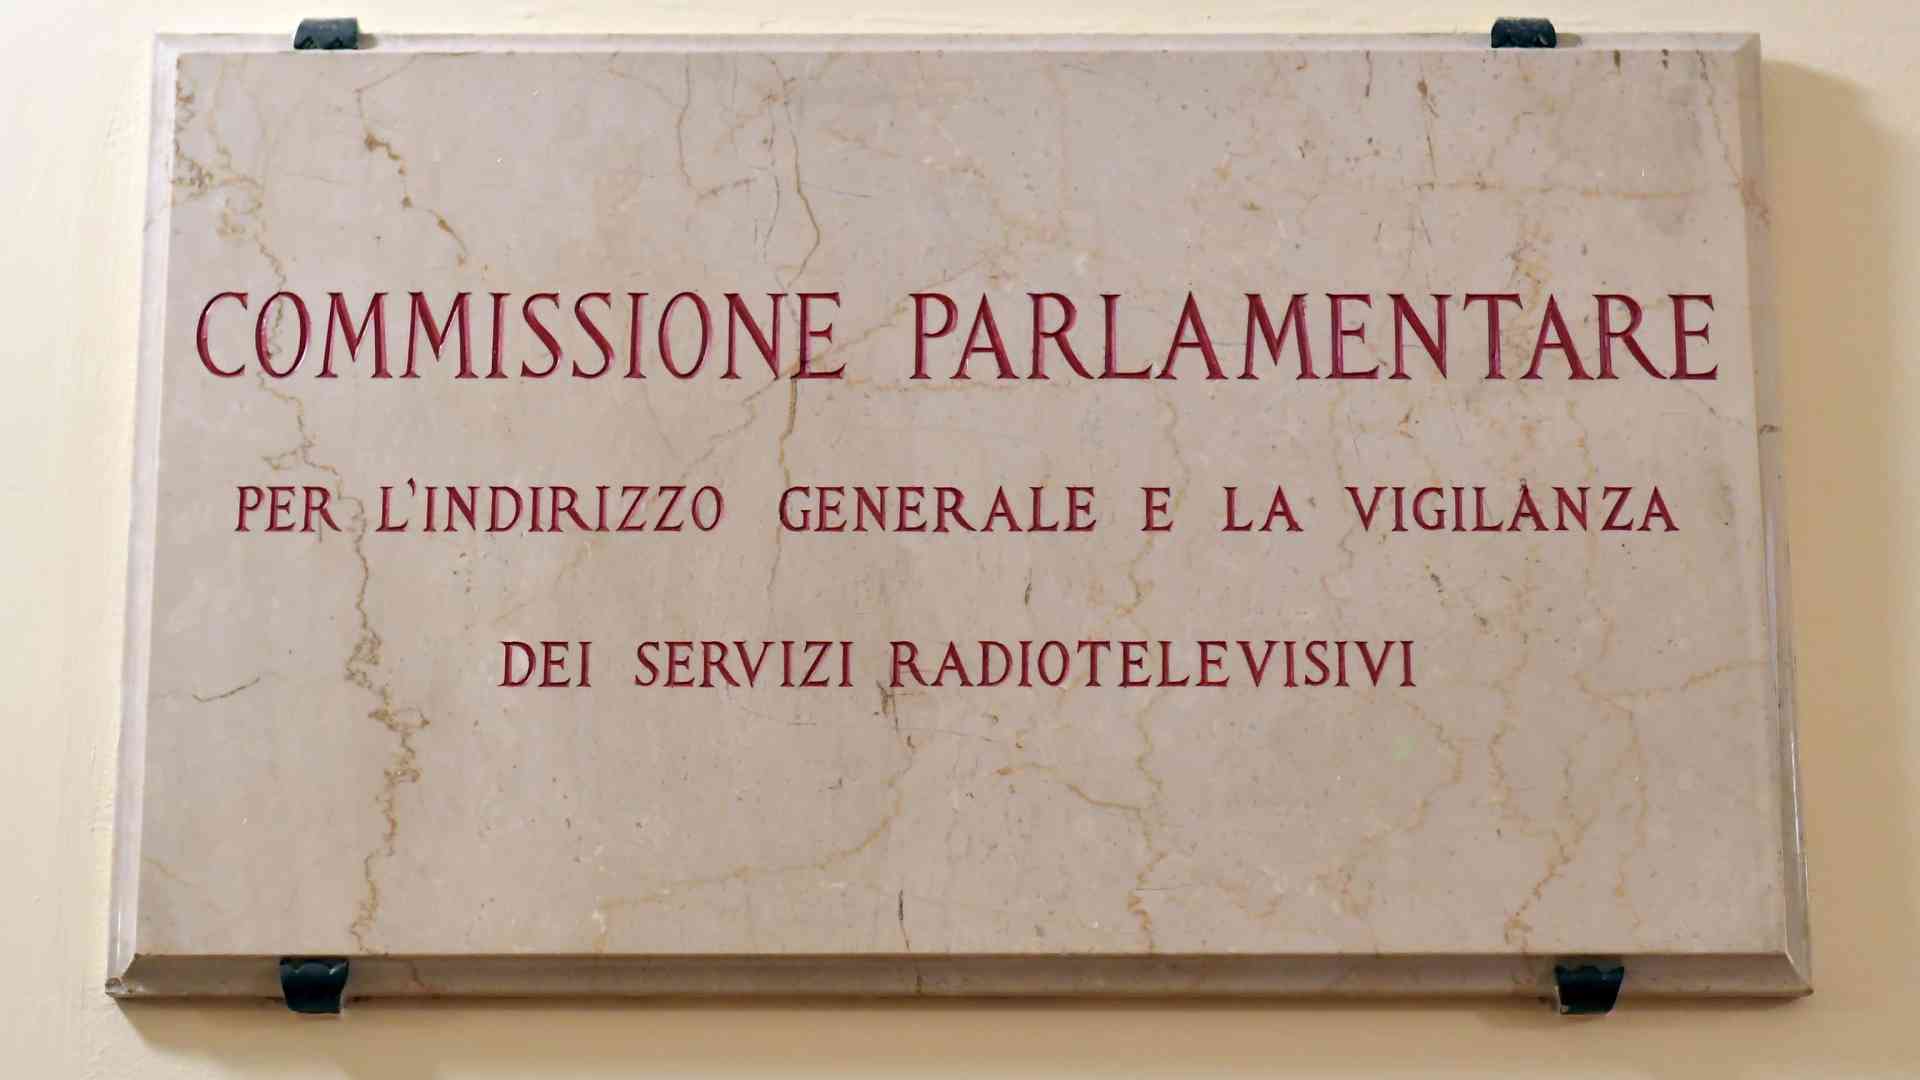 COMMISSIONE PARLAMENTARE
PER L'INDIRIZZO GENERALE E LA VIGILANZA
DEI SERVIZI RADIOTELEVISIVI